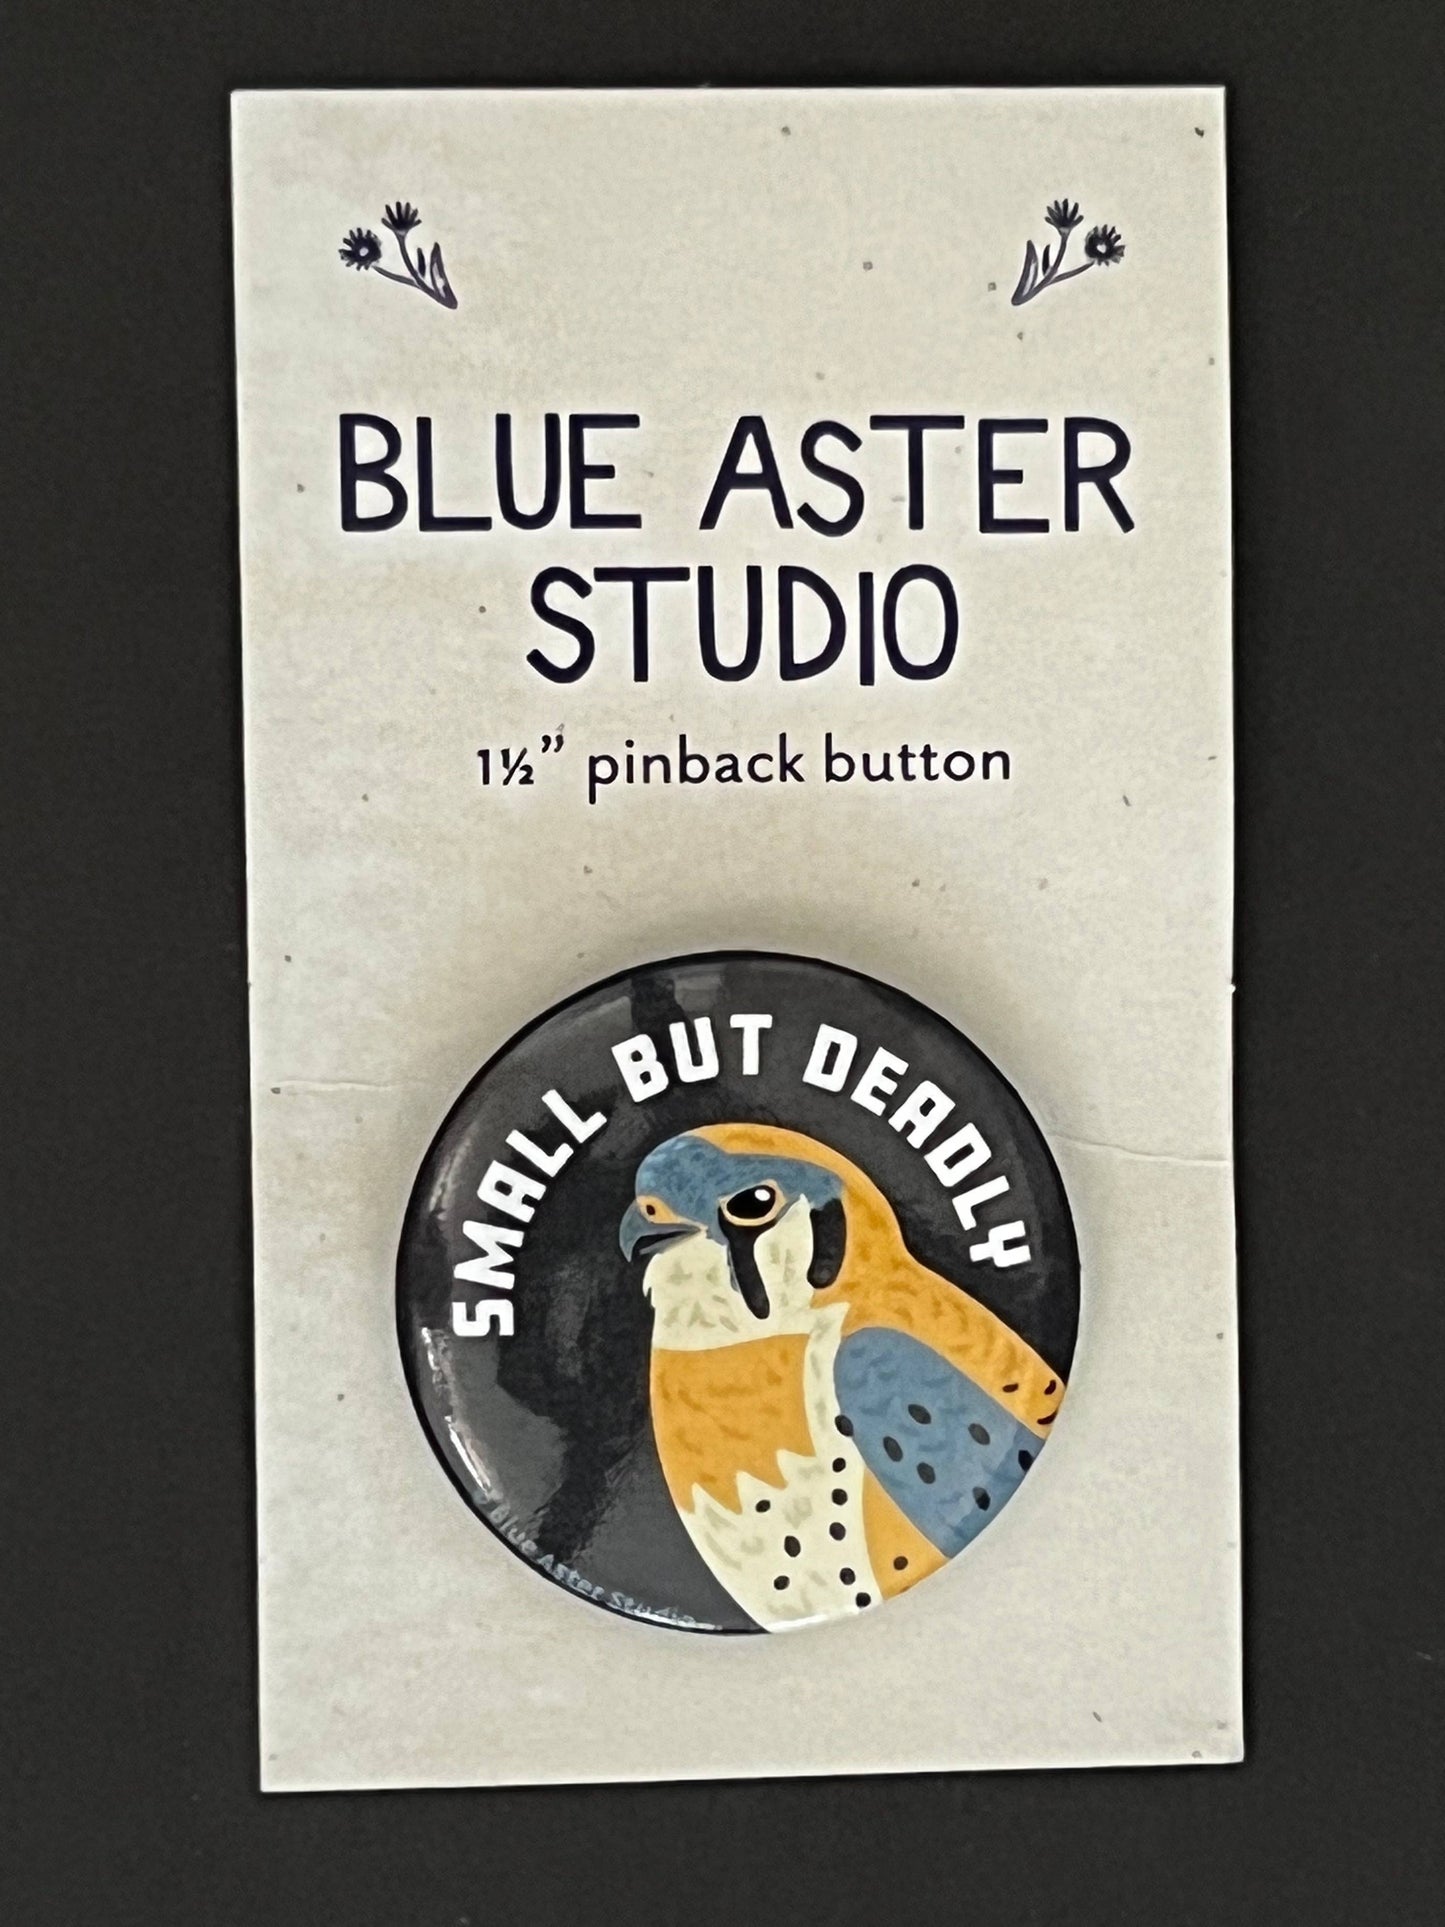 BLUE ASTER
STUDIO
1½” pinback button
SMALL BUT DEADLY
Blue Aster Studio